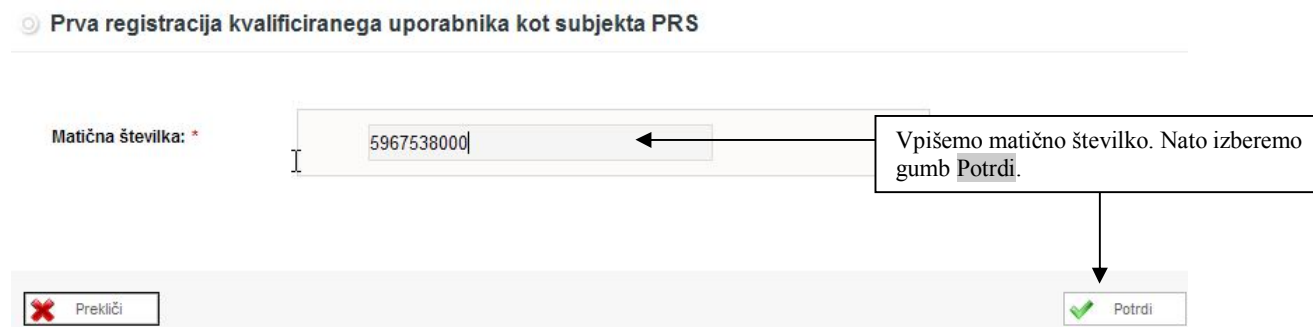 Prva registracija kvalificiranega uporabnika kot subjekta PRS
Matična številka: *
5967538000
Vpišemo matično številko. Nato izberemo
gumb Potrdi.
Prekliči
Potrdi